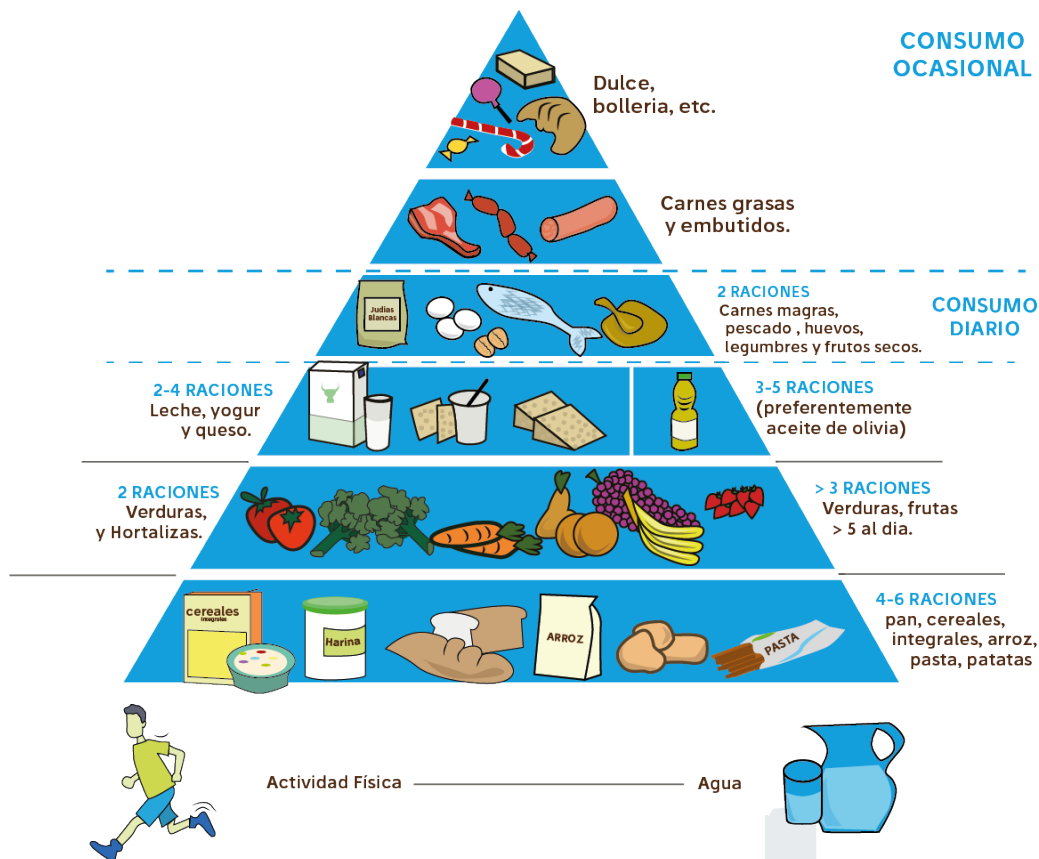 CONSUMO
OCASIONAL
Dulce,
bolleria, etc.
Carnes grasas
y embutidos.
2 RACIONES
Carnes magras,
pescado , huevos,
legumbres y frutos secos.
CONSUMO
DIARIO
Judias
Blancas
2-4 RACIONES
Leche, yogur
y queso.
3-5 RACIONES
(preferentemente
aceite de olivia)
2 RACIONES
Verduras,
y Hortalizas.
> 3 RACIONES
Verduras, frutas
> 5 al dia.
4-6 RACIONES
pan, cereales,
integrales, arroz,
pasta, patatas
cereales
integrales
Harina
ARROZ
PASTA
Actividad Física
Agua